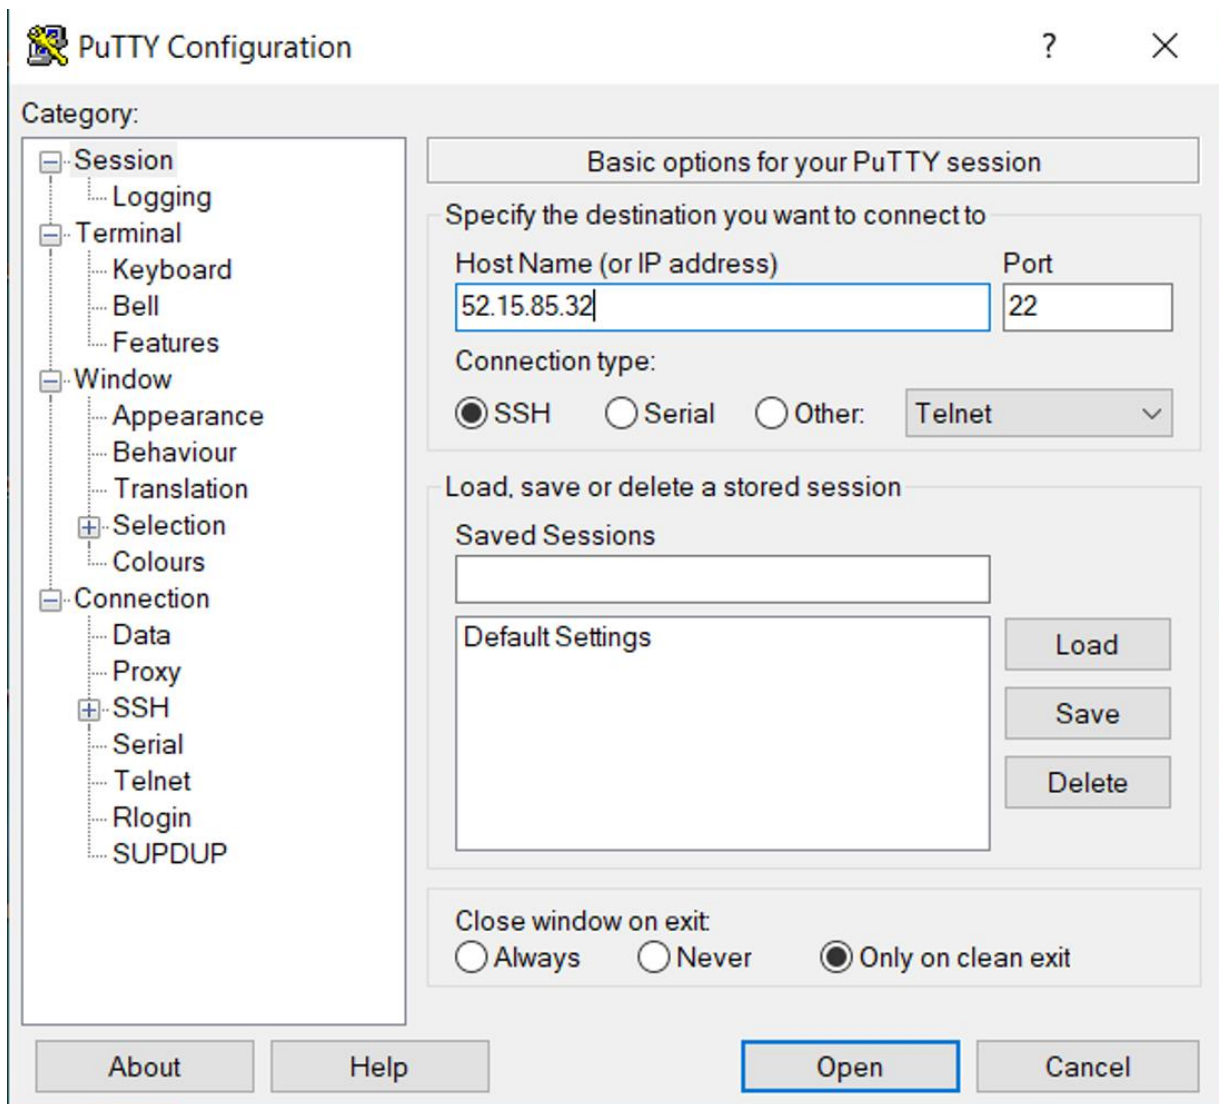 PuTTY Configuration
?
Category:
Session
Logging
Terminal
Keyboard
Bell
Features
Window
Appearance
Behaviour
Translation
Selection
Colours
Connection
Data
Proxy
SSH
Serial
Telnet
Rlogin
SUPDUP
Basic options for your PuTTY session
Specify the destination you want to connect to
Host Name (or IP address) Port
52.15.85.32 22
Connection type:
SSH Serial Other: Telnet
Load, save or delete a stored session
Saved Sessions
Default Settings
Load
Save
Delete
Close window on exit:
Always Never Only on clean exit
About Help Open Cancel